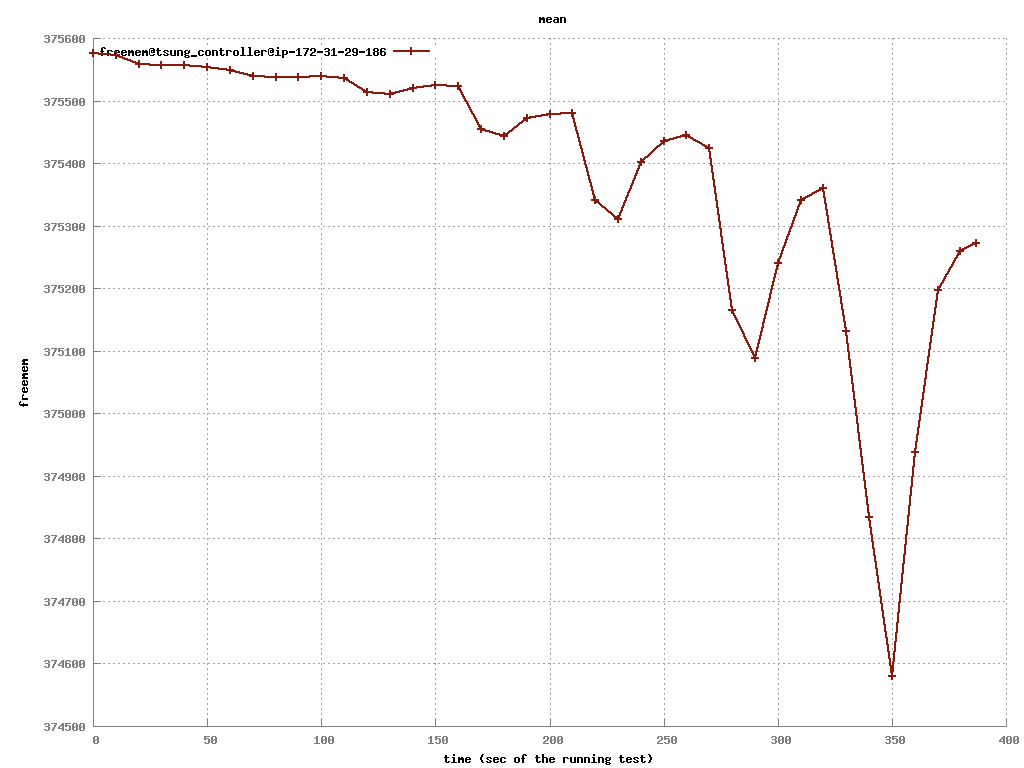 mean
375600
freemem@tsung_controller@ip-172-31-29-186
375500
375400
375300
375200
375100
375000
374900
374800
374700
374600
374500
freemem
0 50 100 150 200 250 300 350 400
time (sec of the running test)